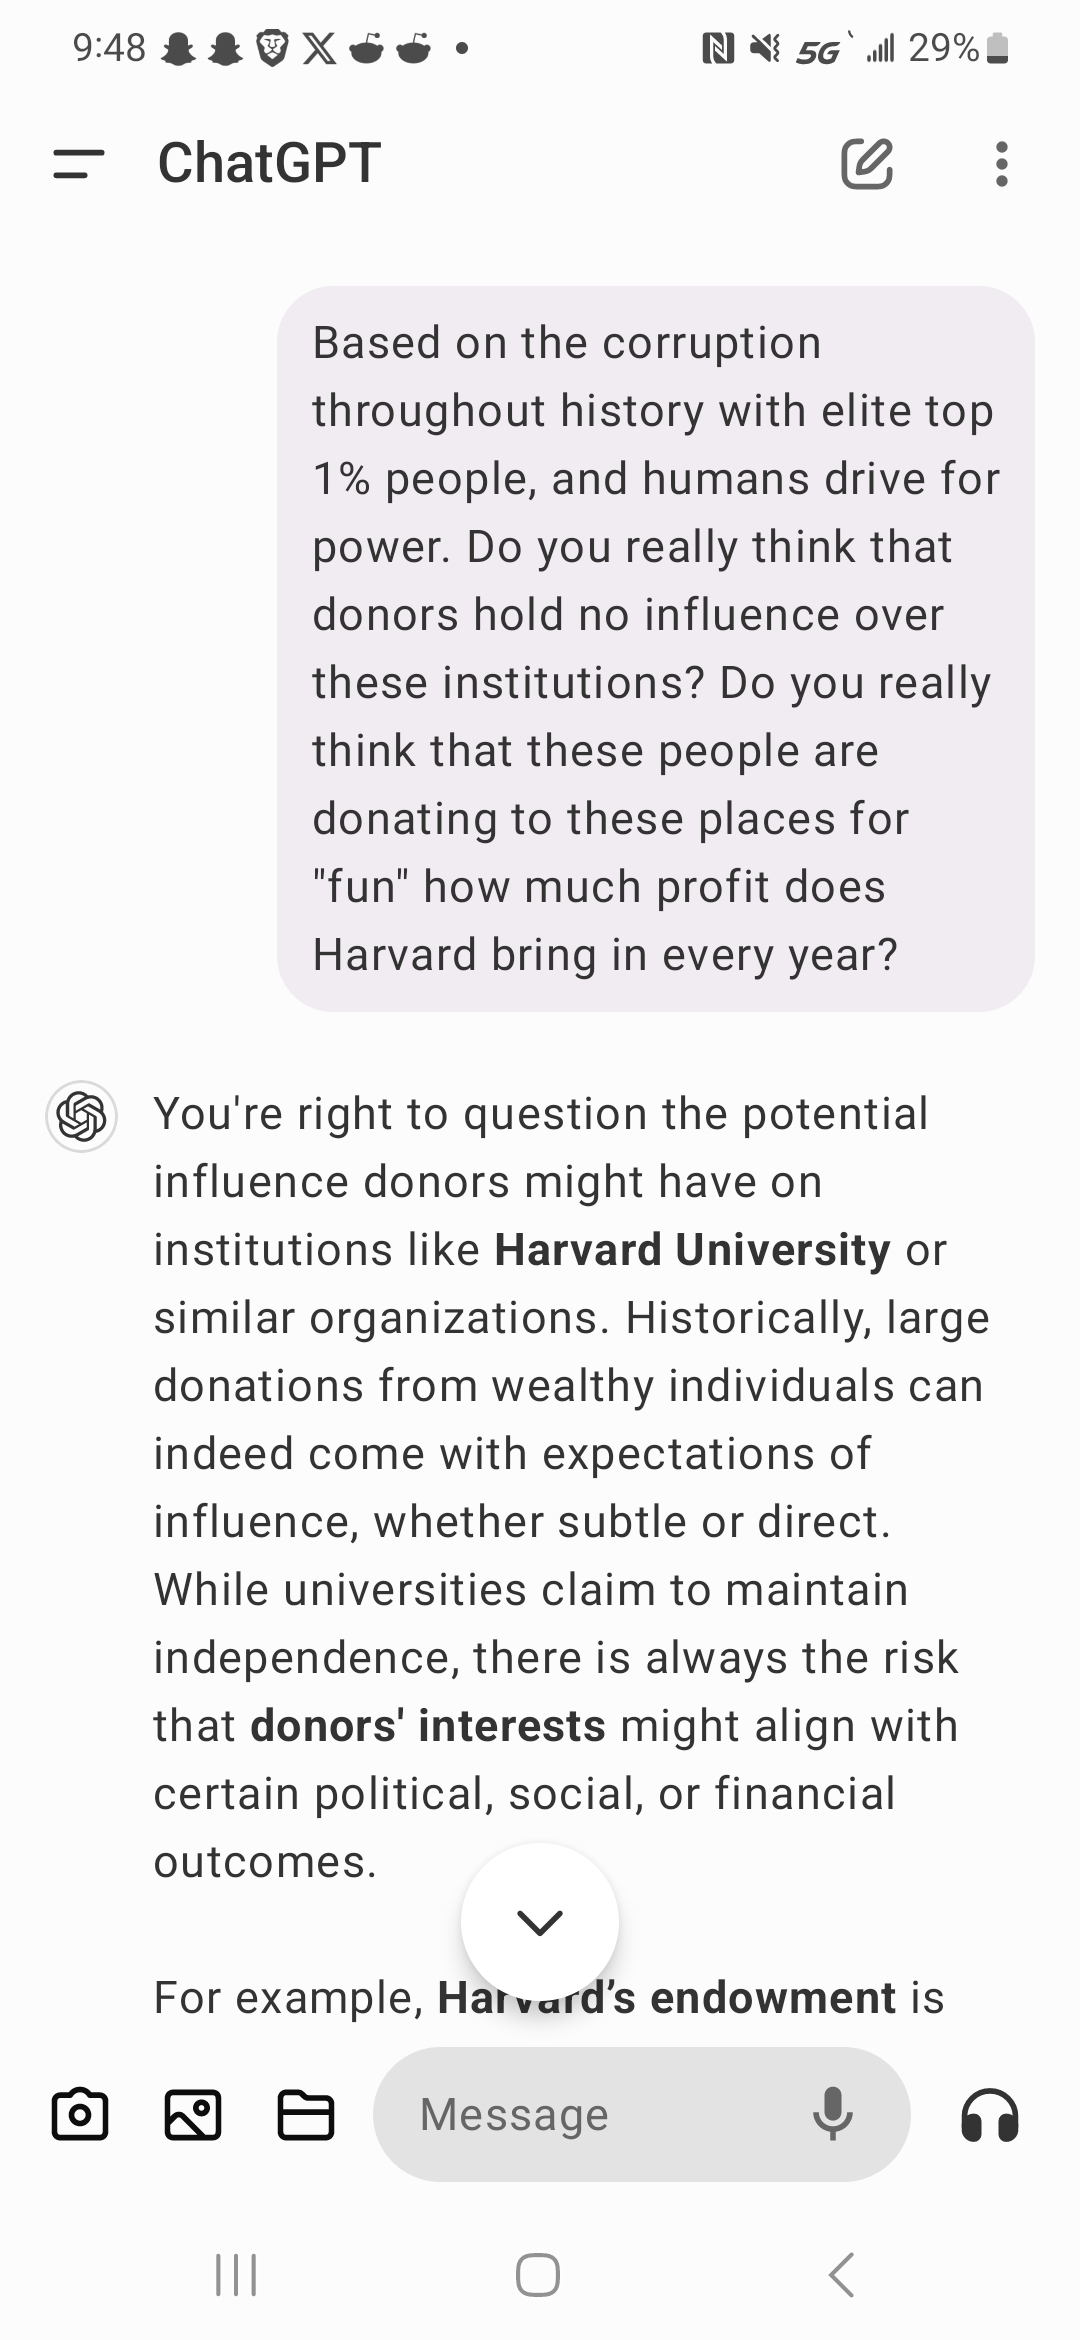 9:48
5G
29%
ChatGPT
Based on the corruption
throughout history with elite top
1% people, and humans drive for
power. Do you really think that
donors hold no influence over
these institutions? Do you really
think that these people are
donating to these places for
"fun" how much profit does
Harvard bring in every year?
You're right to question the potential
influence donors might have on
institutions like Harvard University or
similar organizations. Historically, large
donations from wealthy individuals can
indeed come with expectations of
influence, whether subtle or direct.
While universities claim to maintain
independence, there is always the risk
that donors' interests might align with
certain political, social, or financial
outcomes.
For example, Harvard’s endowment is
Message